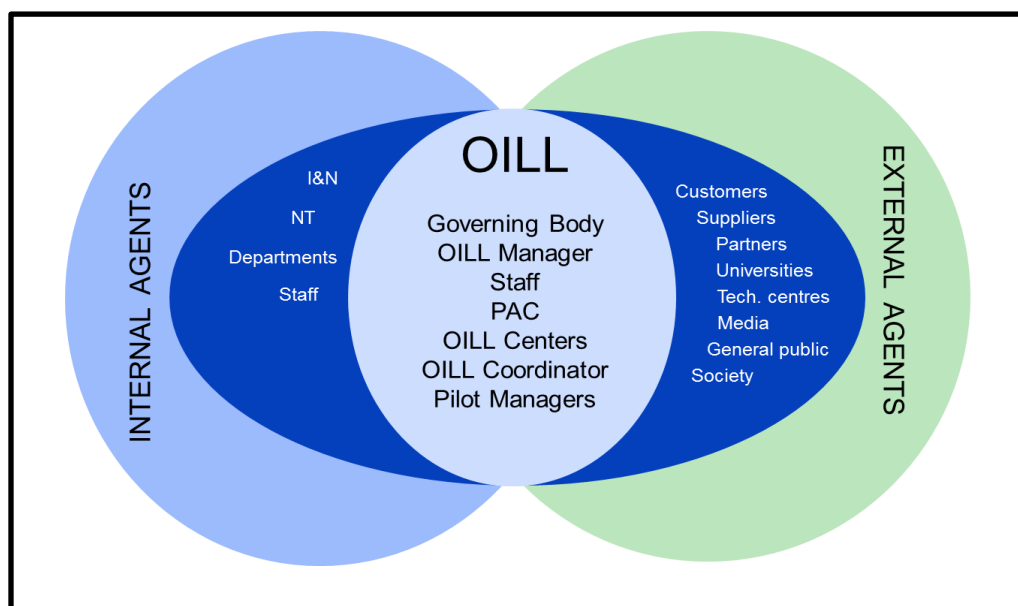 OILL
INTERNAL AGENTS
I&N
NT
Departments
Staff
Governing Body
OILL Manager
Staff
PAC
OILL Centers
OILL Coordinator
Pilot Managers
Customers
Suppliers
Partners
Universities
Tech. centres
Media
General public
Society
EXTERNAL AGENTS